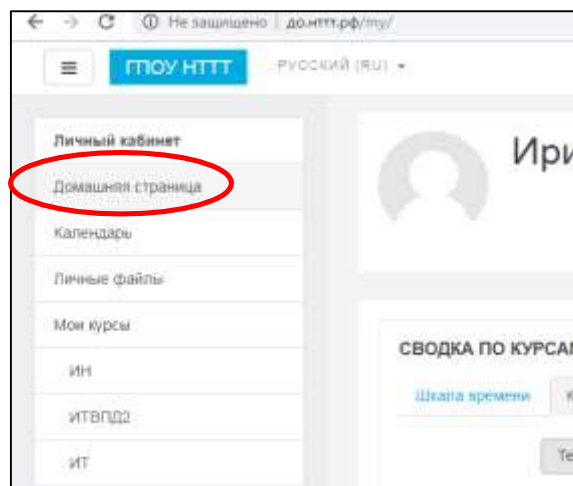 Не защищено | до.нттт.рф/my/
ГПОУ НТТТ
РУССКИЙ (RU)
Личный кабинет
Домашняя страница
Календарь
Личные файлы
Мои курсы
ИН
ИТВПД2
ИТ
Ири
СВОДКА ПО КУРСАМ
Шкала времени К
Те